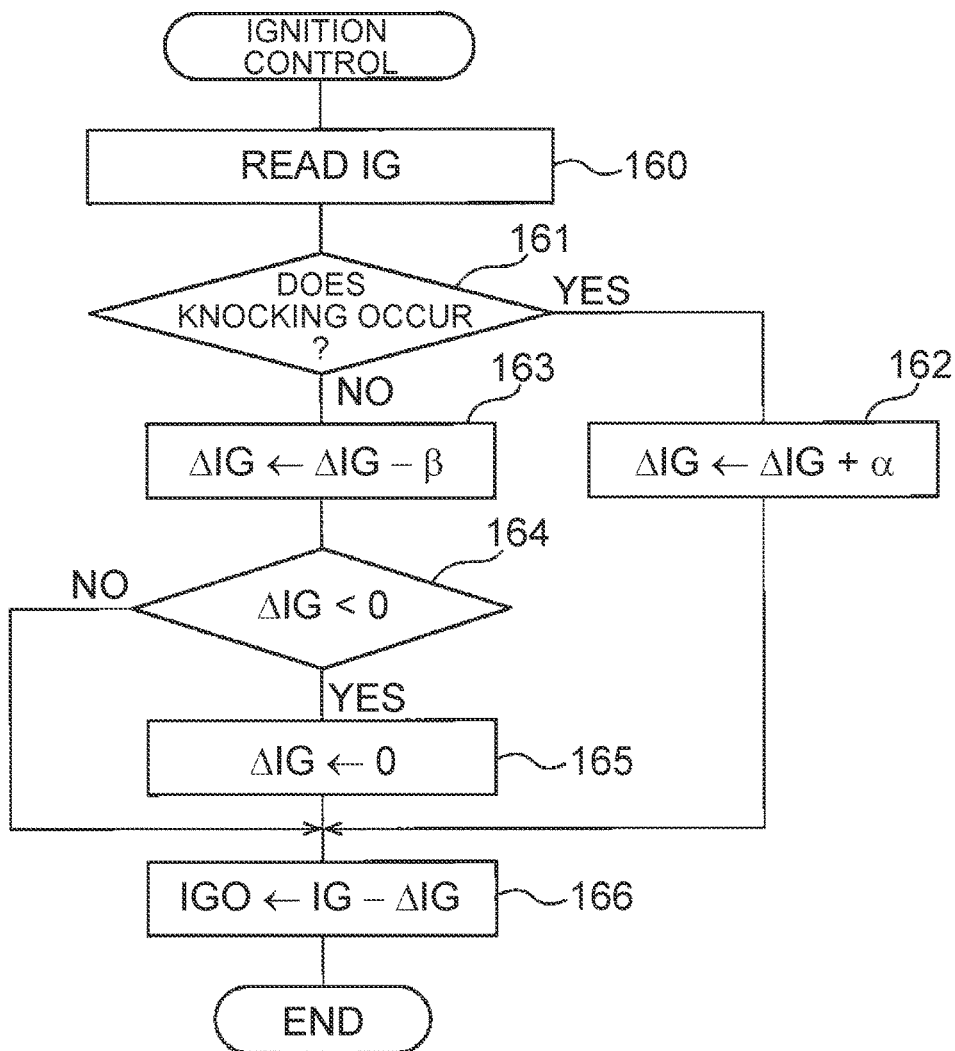 IGNITION
CONTROL
READ IG
160
161
DOES
KNOCKING OCCUR
?
YES
NO
163
162
ΔIG ← ΔIG – β
ΔIG ← ΔIG + α
164
NO
ΔIG < 0
YES
ΔIG ← 0
165
IGO ← IG – ΔIG
166
END